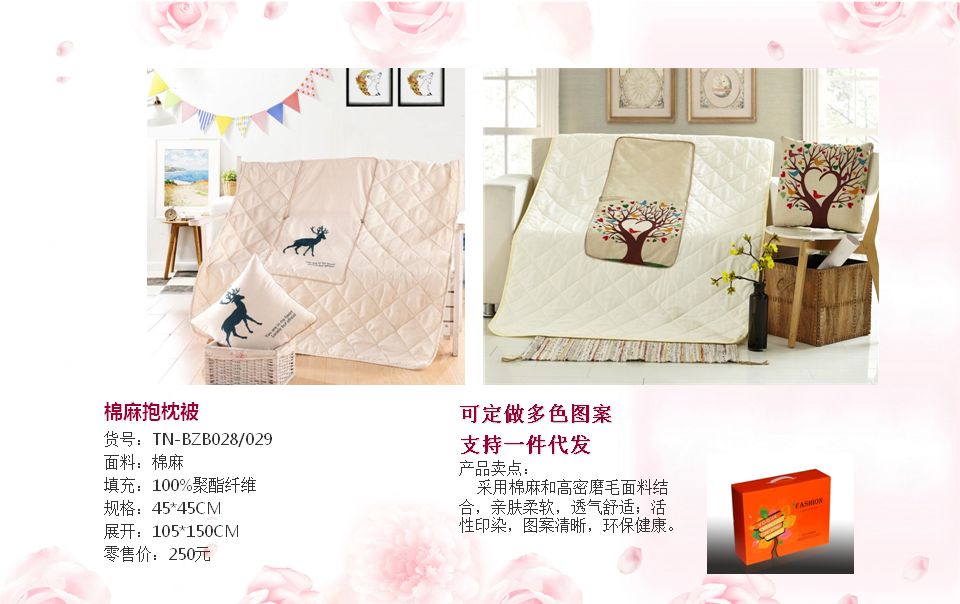 棉麻抱枕被
货号：TN-BZB028/029
面料：棉麻
填充：100%聚酯纤维
规格：45*45CM
展开：105*150CM
零售价：250元
可定做多色图案
支持一件代发
产品卖点：
采用棉麻和高密磨毛面料结
合，亲肤柔软，透气舒适；活
性印染，图案清晰，环保健康。
FASHION